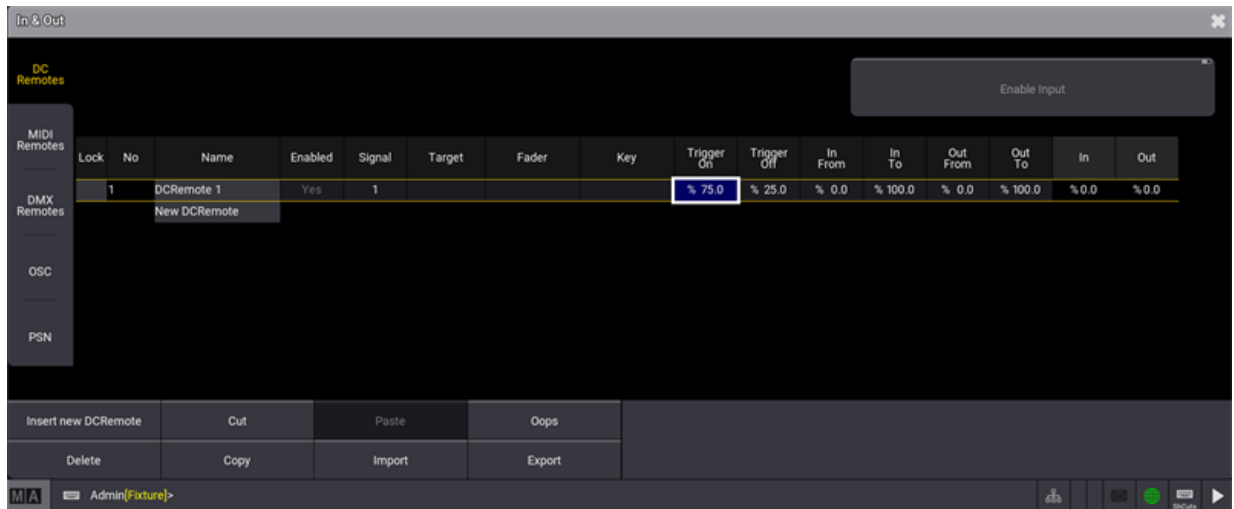 In & Out
DC
Remotes
Enable Input
MIDI
Remotes
Lock No Name Enabled Signal Target Fader Key Trigger On Trigger Off In From In To Out From Out To In Out
1 DCRemote 1 Yes 1 % 75.0 % 25.0 % 0.0 % 100.0 % 0.0 % 100.0 % 0.0 % 0.0
DMX
Remotes
New DCRemote
OSC
PSN
Insert new DCRemote Cut Paste Oops
Delete Copy Import Export
MA Admin[Fixture]>
ShCuts